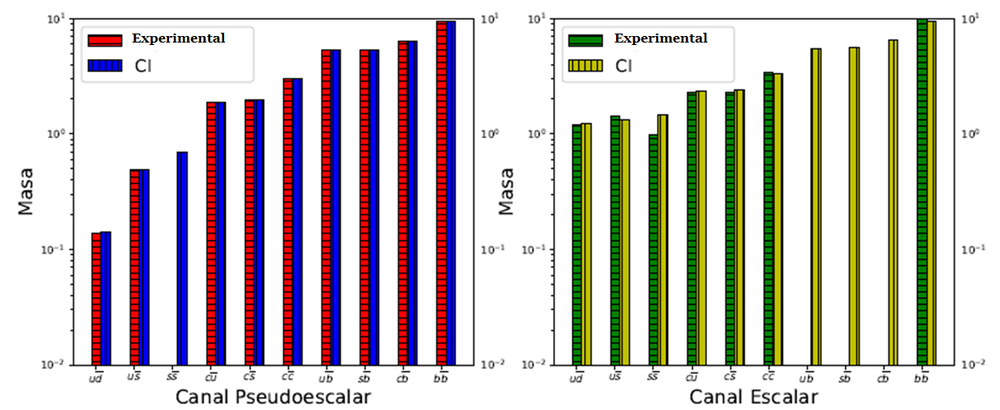 10¹ 10¹ 10¹ 10¹
Experimental
CI
Experimental
CI
10⁰ 10⁰ 10⁰ 10⁰
Masa
Masa
10⁻¹ 10⁻¹ 10⁻¹ 10⁻¹
10⁻² 10⁻² 10⁻² 10⁻²
ud̅ us̅ ss̅ cu̅ cs̅ cc̅ ub̅ sb̅ cb̅ bb̅
Canal Pseudoescalar
ud̅ us̅ ss̅ cu̅ cs̅ cc̅ ub̅ sb̅ cb̅ bb̅
Canal Escalar